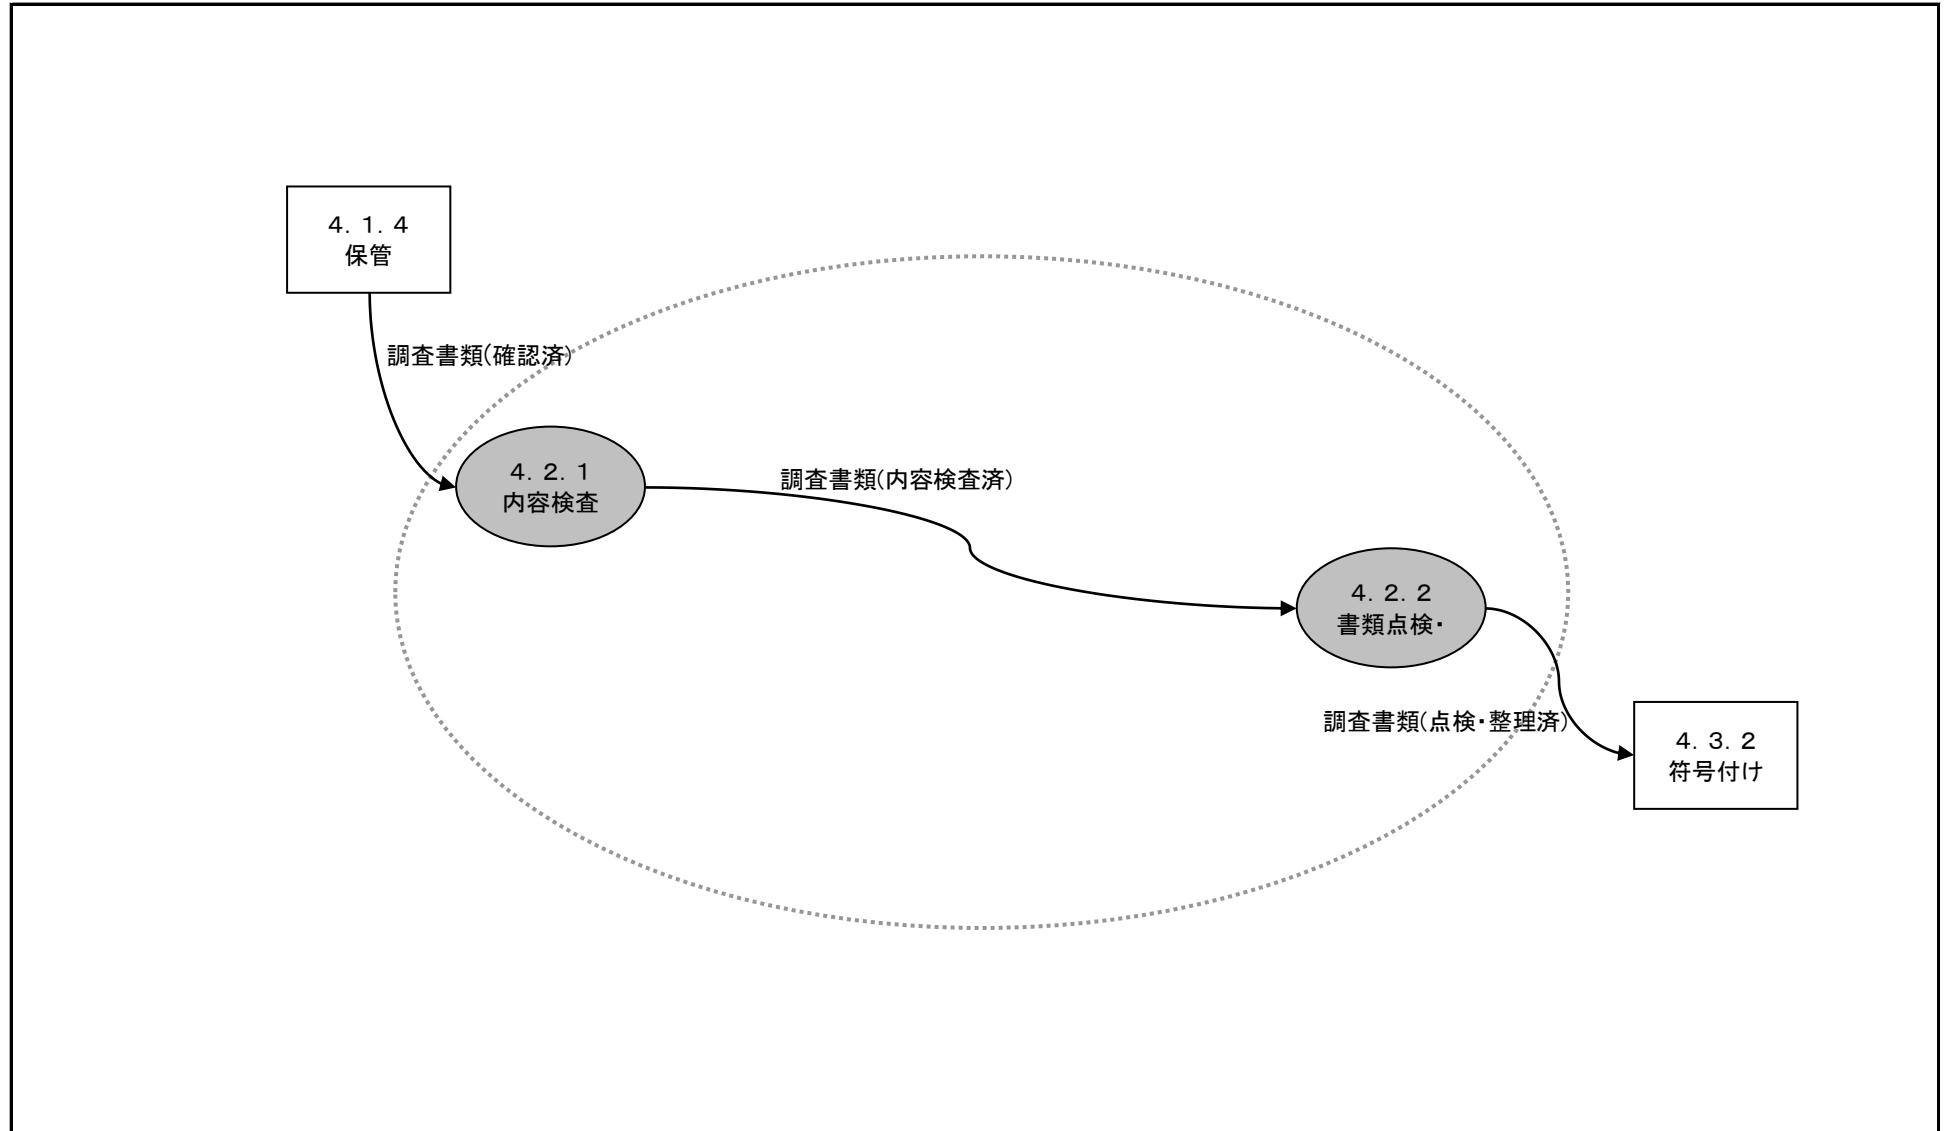 4．1．4
保管
調査書類(確認済)
4．2．1
内容検査
調査書類(内容検査済)
4．2．2
書類点検・
調査書類(点検・整理済)
4．3．2
符号付け